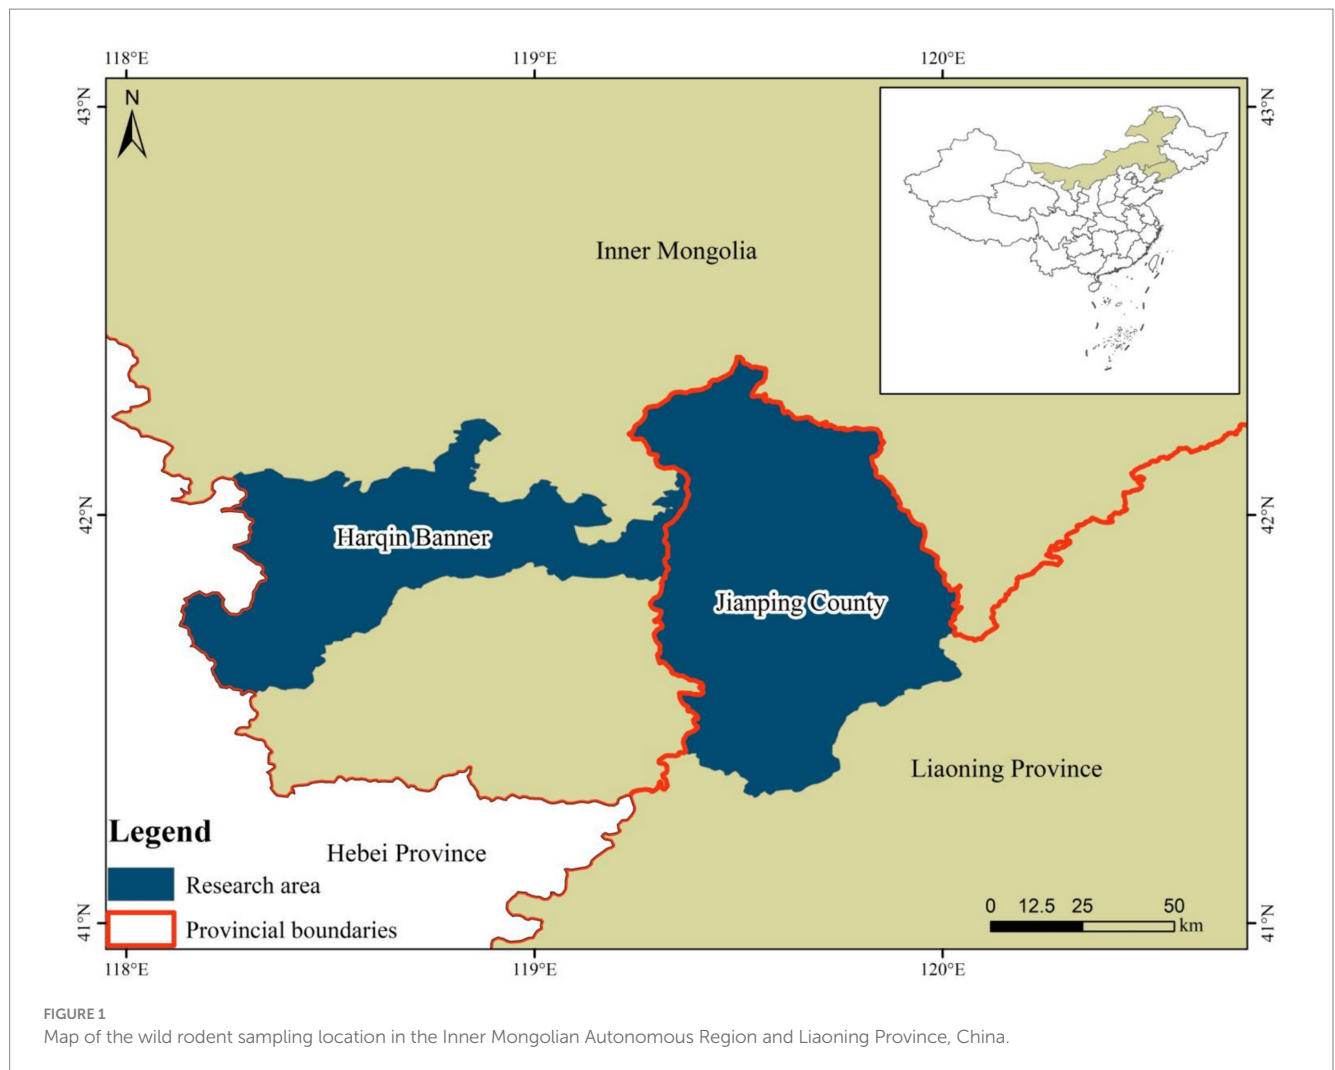 118°E
119°E
120°E
43°N
43°N
N
Inner Mongolia
42°N
42°N
Harqin Banner
Jianping County
Liaoning Province
Legend
Hebei Province
Research area
Provincial boundaries
0 12.5 25 50
km
41°N
41°N
118°E
119°E
120°E
FIGURE 1
Map of the wild rodent sampling location in the Inner Mongolian Autonomous Region and Liaoning Province, China.